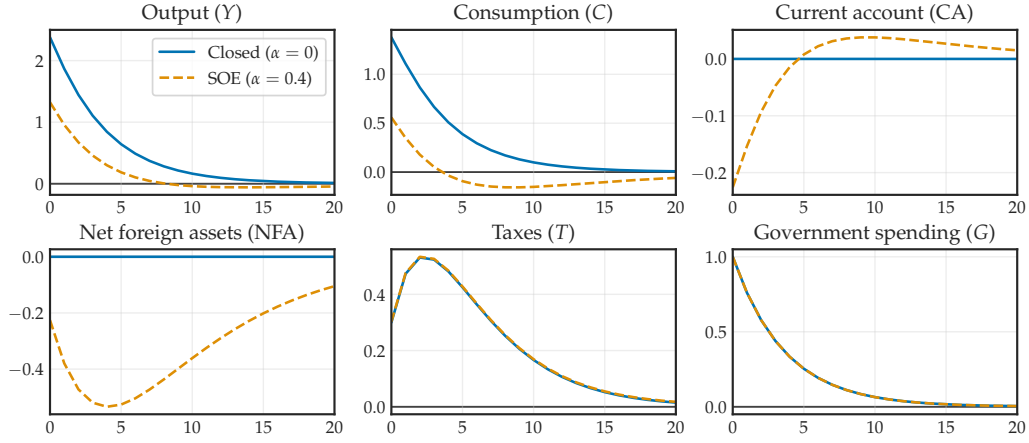 Output (Y)
Consumption (C)
Current account (CA)
2
1
0
Closed (α = 0)
SOE (α = 0.4)
0 5 10 15 20
1.0
0.5
0.0
0 5 10 15 20
0.0
−0.1
−0.2
0 5 10 15 20
Net foreign assets (NFA)
Taxes (T)
Government spending (G)
0.0
−0.2
−0.4
0 5 10 15 20
0.4
0.2
0.0
0 5 10 15 20
1.0
0.5
0.0
0 5 10 15 20